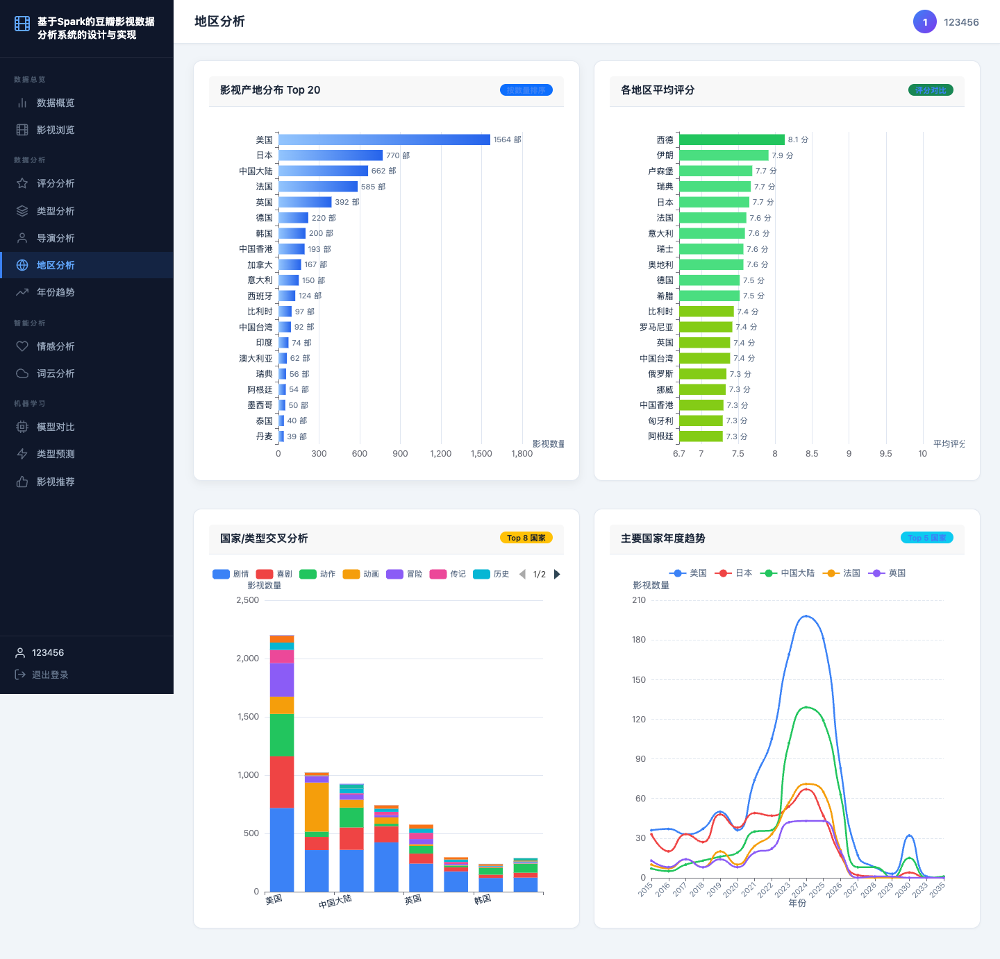 基于Spark的豆瓣影视数据
分析系统的设计与实现
数据总览
数据概览
影视浏览
数据分析
评分分析
类型分析
导演分析
地区分析
年份趋势
智能分析
情感分析
词云分析
机器学习
模型对比
类型预测
影视推荐
123456
退出登录
地区分析
1
123456
影视产地分布 Top 20
按数量排序
美国 1564 部
日本 770 部
中国大陆 662 部
法国 585 部
英国 392 部
德国 220 部
韩国 200 部
中国香港 193 部
加拿大 167 部
意大利 150 部
西班牙 124 部
比利时 97 部
中国台湾 92 部
印度 74 部
澳大利亚 62 部
瑞典 56 部
阿根廷 54 部
墨西哥 50 部
泰国 40 部
丹麦 39 部
影视数量
0 300 600 900 1,200 1,500 1,800
各地区平均评分
评分对比
西德 8.1 分
伊朗 7.9 分
卢森堡 7.7 分
瑞典 7.7 分
日本 7.7 分
法国 7.6 分
意大利 7.6 分
瑞士 7.6 分
奥地利 7.6 分
德国 7.5 分
希腊 7.5 分
比利时 7.4 分
罗马尼亚 7.4 分
英国 7.4 分
中国台湾 7.4 分
俄罗斯 7.3 分
挪威 7.3 分
中国香港 7.3 分
匈牙利 7.3 分
阿根廷 7.3 分
平均评分
6.7 7 7.5 8 8.5 9 9.5 10
国家/类型交叉分析
Top 8 国家
剧情 喜剧 动作 动画 冒险 传记 历史 1/2
影视数量
2,500
2,000
1,500
1,000
500
0
美国 中国大陆 英国 韩国
主要国家年度趋势
Top 5 国家
美国 日本 中国大陆 法国 英国
影视数量
210
180
150
120
90
60
30
0
2015 2016 2017 2018 2019 2020 2021 2022 2023 2024 2025 2026 2027 2028 2029 2030 2033 2035
年份